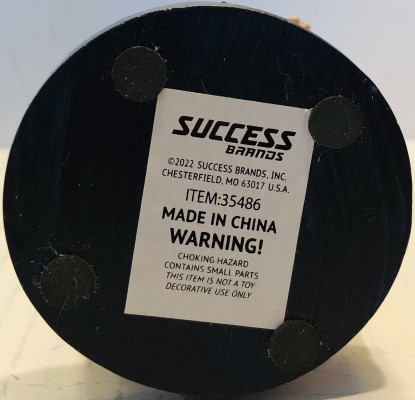 SUCCESS
BRANDS
©2022 SUCCESS BRANDS, INC.
CHESTERFIELD, MO 63017 U.S.A.
ITEM:35486
MADE IN CHINA
WARNING!
CHOKING HAZARD
CONTAINS SMALL PARTS
THIS ITEM IS NOT A TOY
DECORATIVE USE ONLY